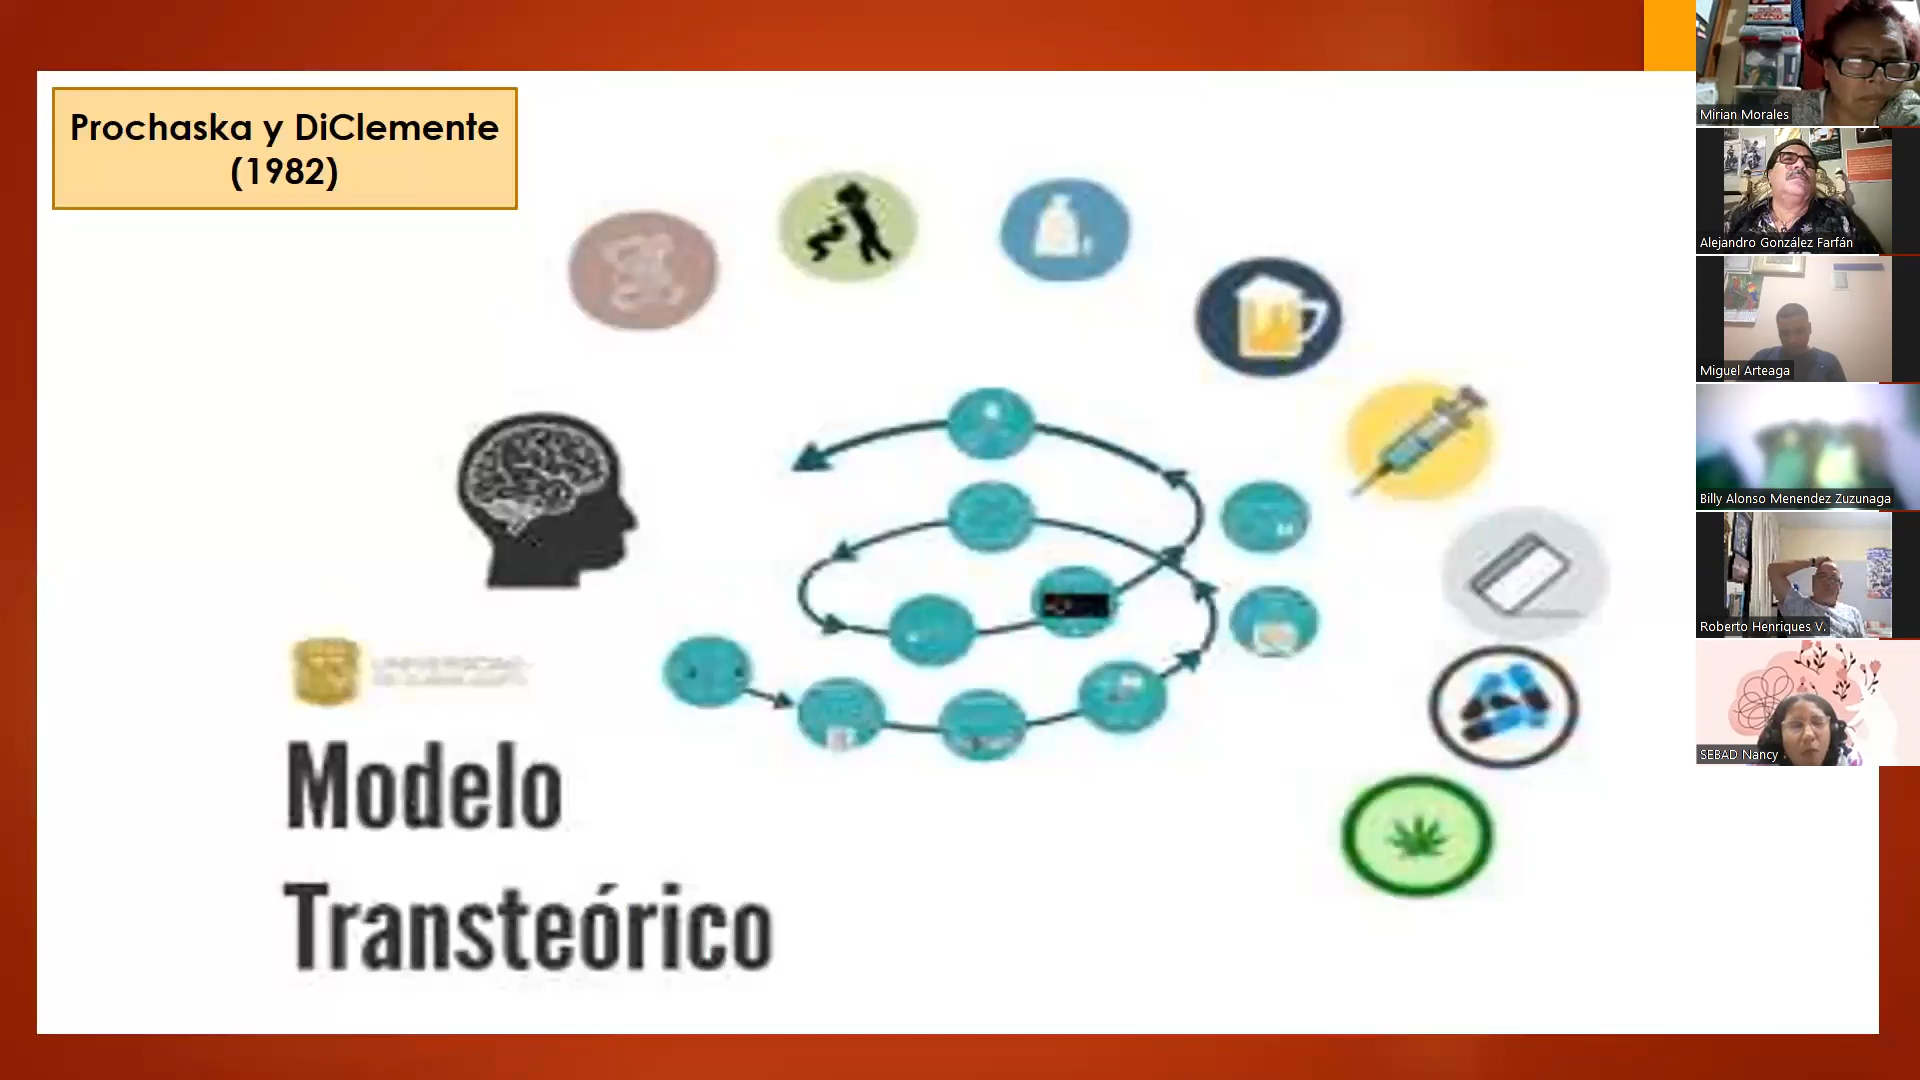 Prochaska y DiClemente
(1982)
Modelo
Transteórico
Mirian Morales
Alejandro González Farfán
Miguel Arteaga
Billy Alonso Menendez Zuzunaga
Roberto Henriques V.
SEBAD Nancy